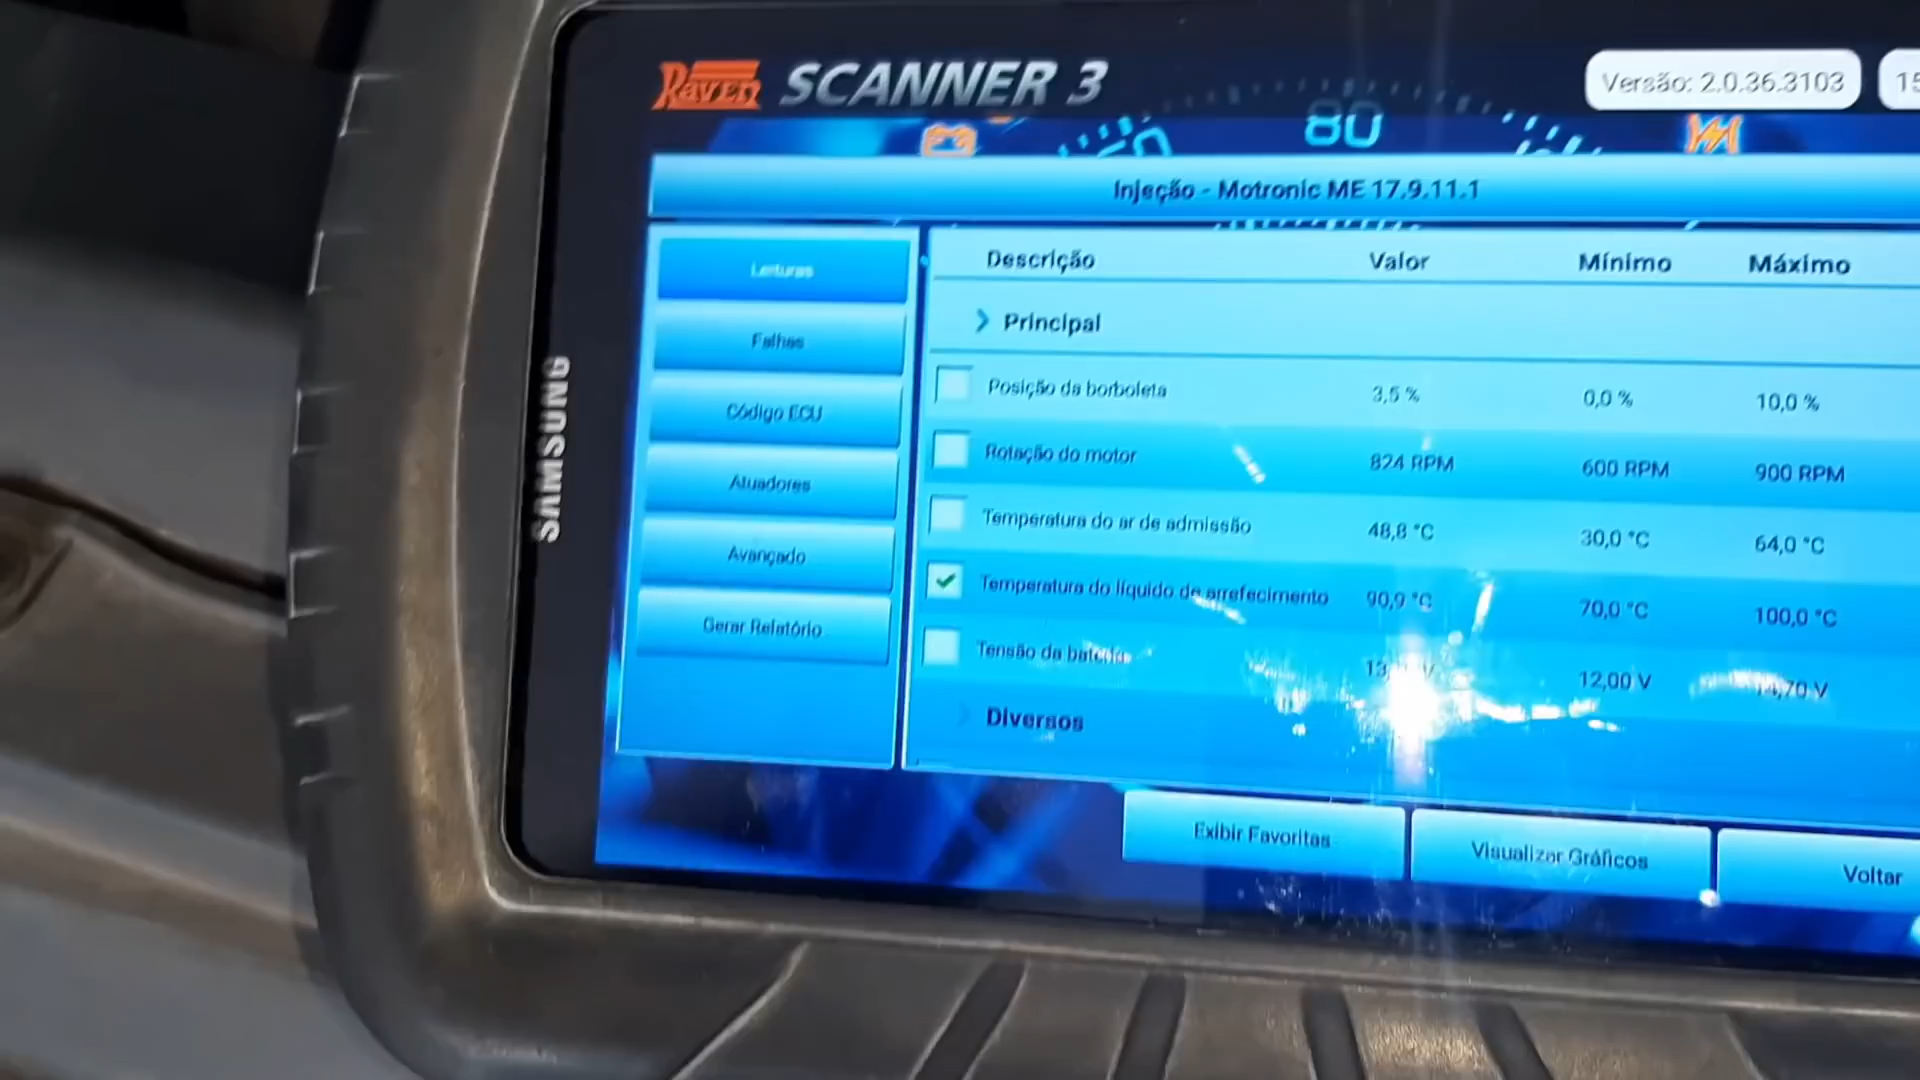 Raven SCANNER 3
Versão: 2.0.36.3103
15
80
Injeção - Motronic ME 17.9.11.1
Leituras
Falhas
Código ECU
Atuadores
Avançado
Gerar Relatório
Descrição Valor Mínimo Máximo
Principal
Posição da borboleta 3,5 % 0,0 % 10,0 %
Rotação do motor 824 RPM 600 RPM 900 RPM
Temperatura do ar de admissão 48,8 °C 30,0 °C 64,0 °C
Temperatura do líquido de arrefecimento 90,9 °C 70,0 °C 100,0 °C
Tensão da bateria 12,00 V 14,70 V
Diversos
Exibir Favoritas
Visualizar Gráficos
Voltar
SAMSUNG